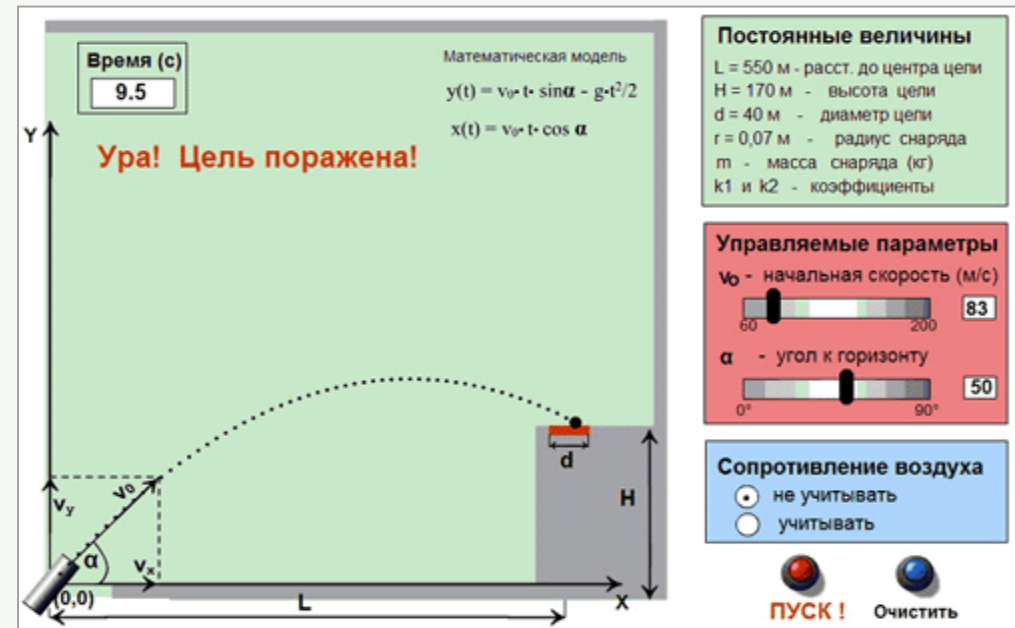 Время (с)
9.5
Математическая модель
y(t) = v₀· t· sinα - g·t²/2
x(t) = v₀· t· cos α
Ура! Цель поражена!
Y
v₀
vy
α
vx
(0,0)
L
X
d
H
Постоянные величины
L = 550 м - расст. до центра цели
H = 170 м - высота цели
d = 40 м - диаметр цели
r = 0,07 м - радиус снаряда
m - масса снаряда (кг)
k1 и k2 - коэффициенты
Управляемые параметры
vo - начальная скорость (м/с)
83
60 200
α - угол к горизонту
50
0° 90°
Сопротивление воздуха
не учитывать
учитывать
ПУСК ! Очистить